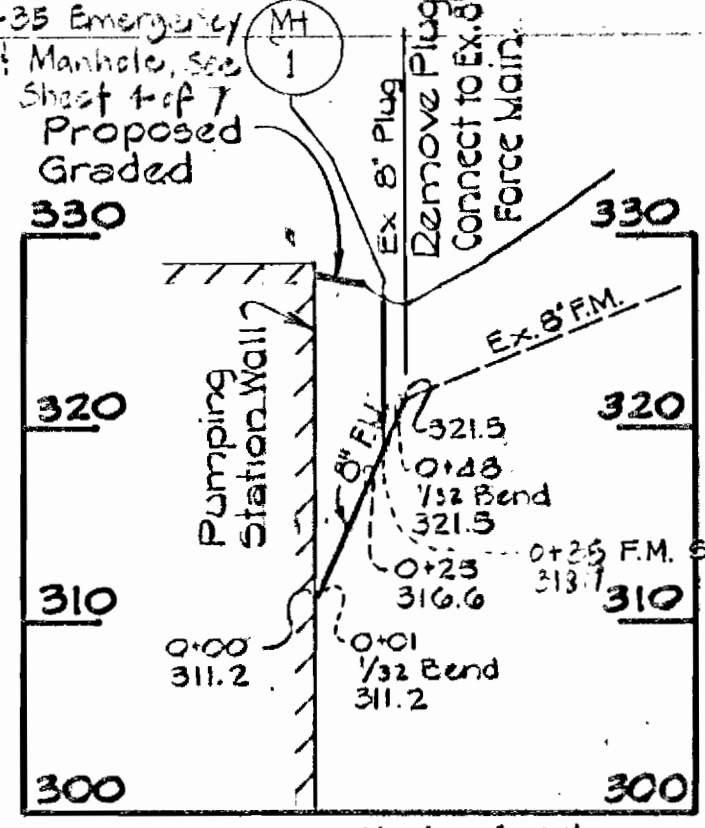 -35 Emergency
Manhole, see
Sheet 4 of 7
MH
1
Proposed
Graded
Ex 8" Plug
Remove Plug
Connect to Ex. 8"
Force Main.
330
330
Ex. 8" F.M.
Pumping
Station Wall
8" F.M.
320
320
321.5
0+48
1/32 Bend
321.5
0+35 F.M.
318.7
0+25
316.6
310
310
0+00
311.2
0+01
1/32 Bend
311.2
300
300